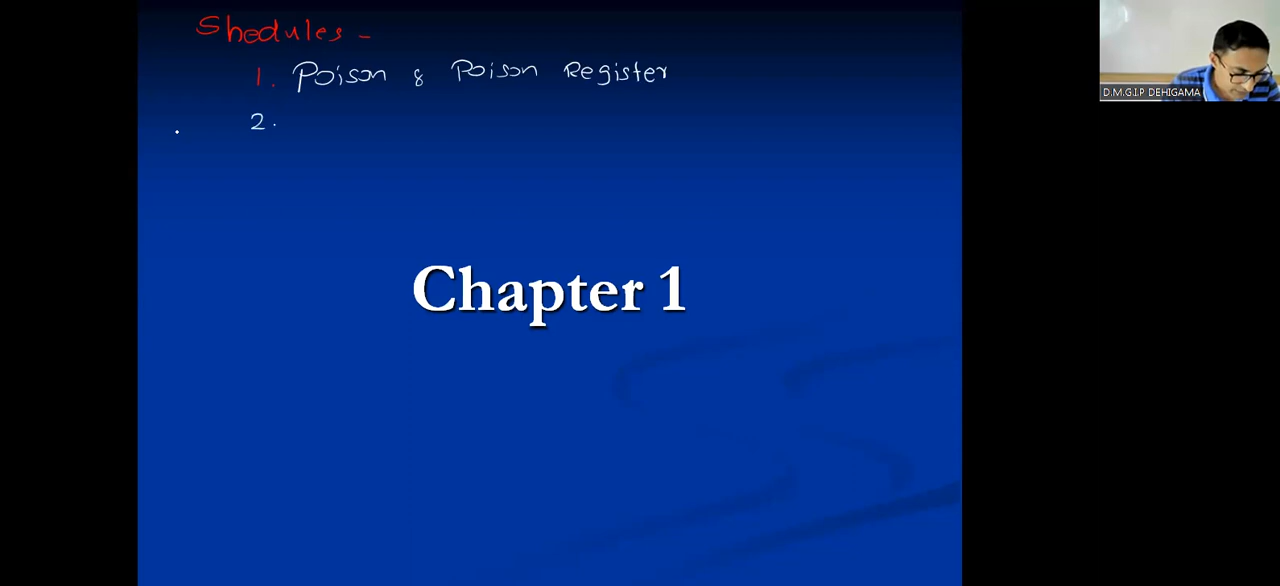 Shedules -
1. Poison & Poison Register
2.
Chapter 1
D.M.G.I.P DEHIGAMA